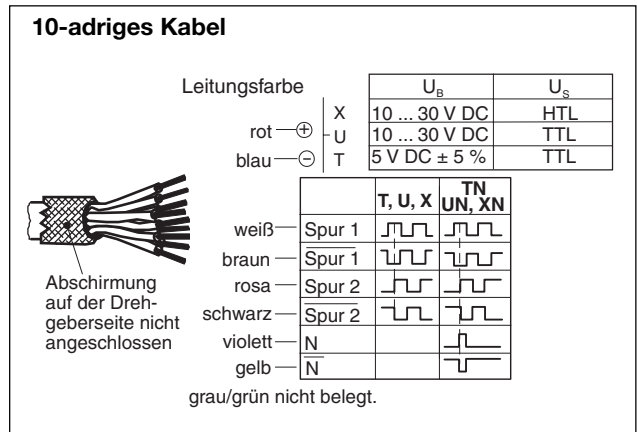 10-adriges Kabel
Leitungsfarbe
U_B U_S
X 10 ... 30 V DC HTL
rot ⊕ U 10 ... 30 V DC TTL
blau ⊖ T 5 V DC ± 5 % TTL
T, U, X TN
UN, XN
weiß Spur 1
braun S̅p̅u̅r̅ ̅1̅
rosa Spur 2
schwarz S̅p̅u̅r̅ ̅2̅
violett N
gelb N̅
Abschirmung
auf der Dreh-
geberseite nicht
angeschlossen
grau/grün nicht belegt.